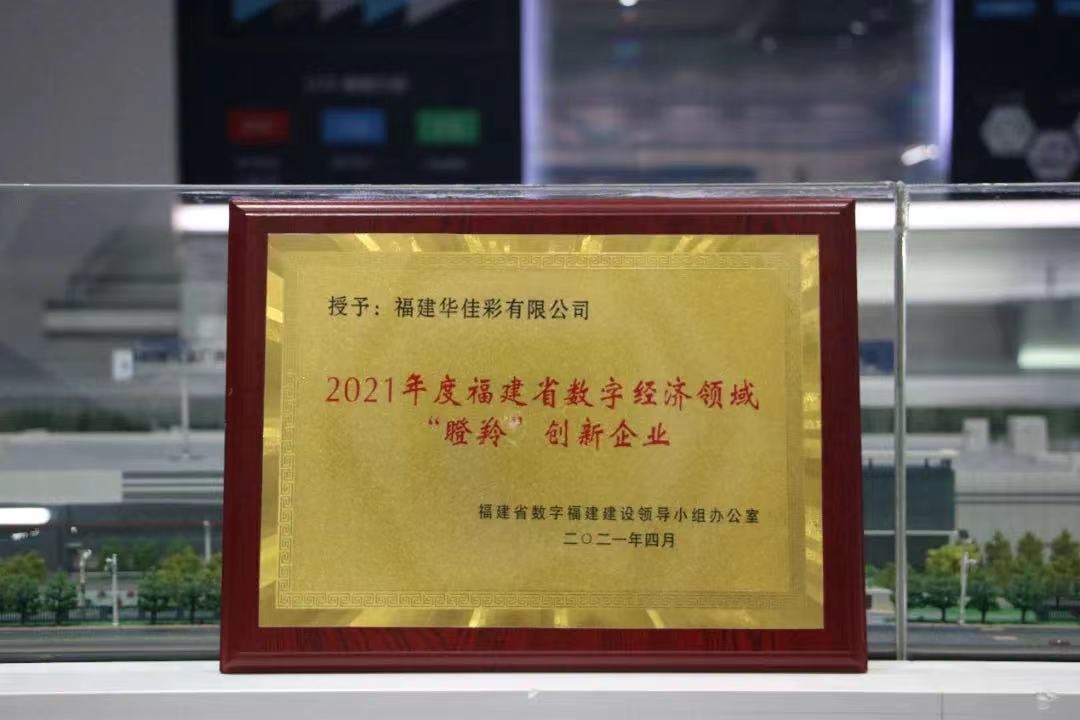 授予：福建华佳彩有限公司
2021年度福建省数字经济领域
“瞪羚”创新企业
福建省数字福建建设领导小组办公室
二〇二一年四月